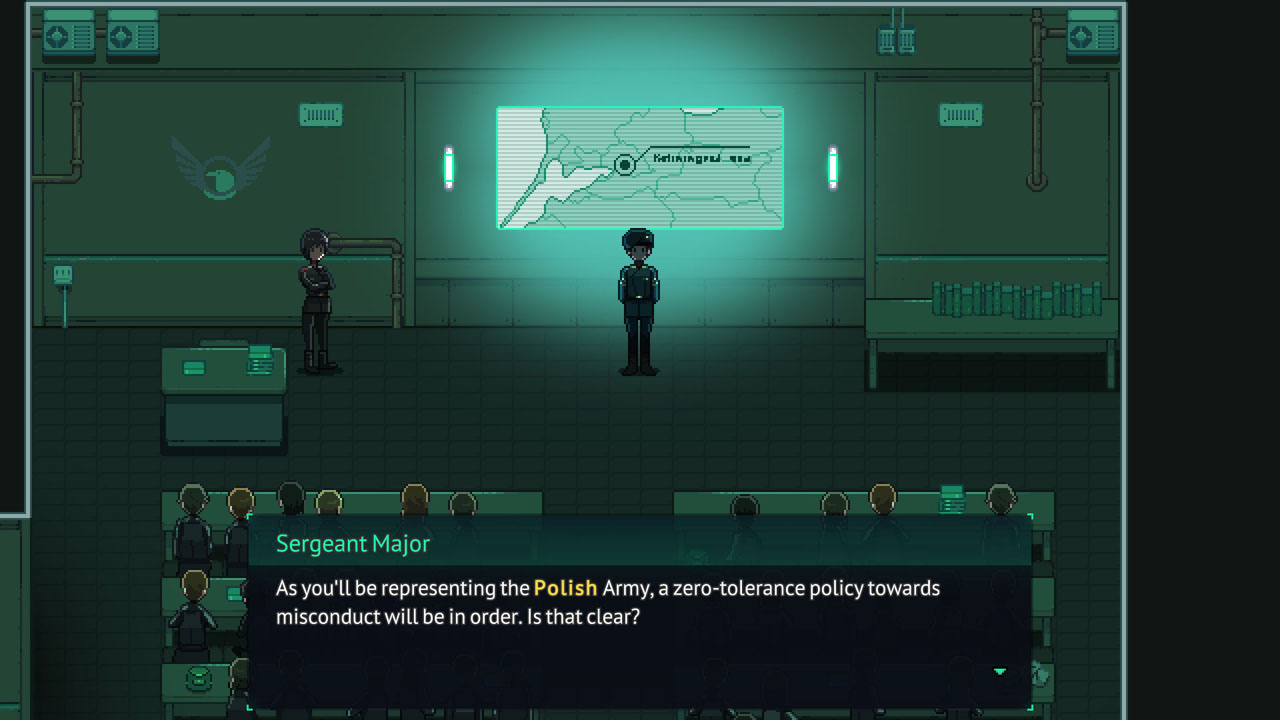 Kaliningrad
Sergeant Major
As you'll be representing the Polish Army, a zero-tolerance policy towards
misconduct will be in order. Is that clear?